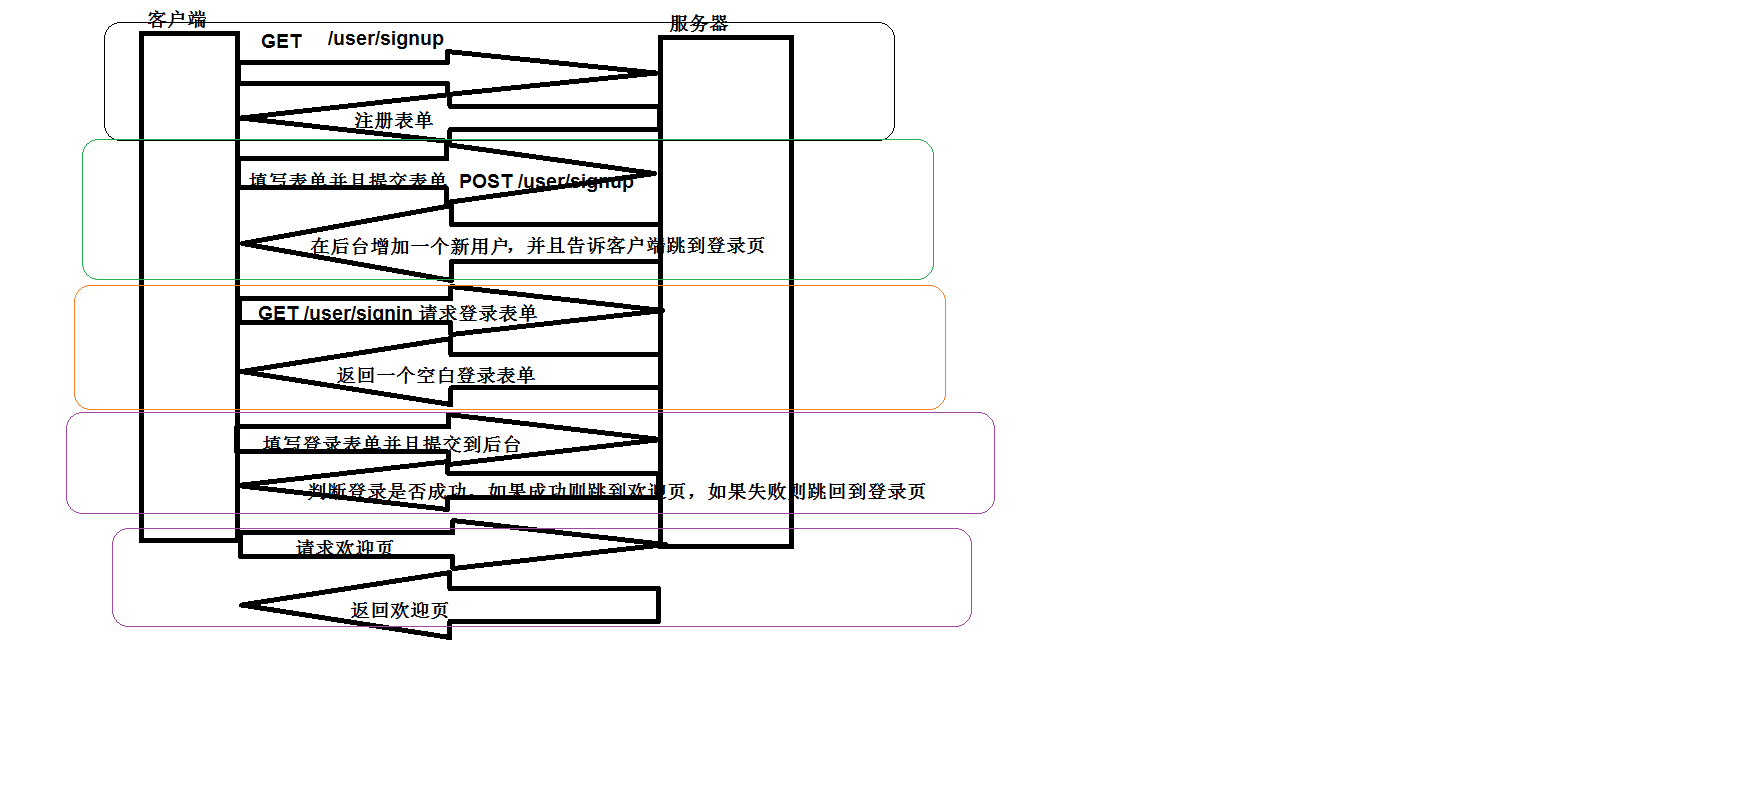 客户端
服务器
GET /user/signup
注册表单
填写表单并且提交表单 POST /user/signup
在后台增加一个新用户，并且告诉客户端跳到登录页
GET /user/signin 请求登录表单
返回一个空白登录表单
填写登录表单并且提交到后台
判断登录是否成功。如果成功则跳到欢迎页，如果失败则跳回到登录页
请求欢迎页
返回欢迎页